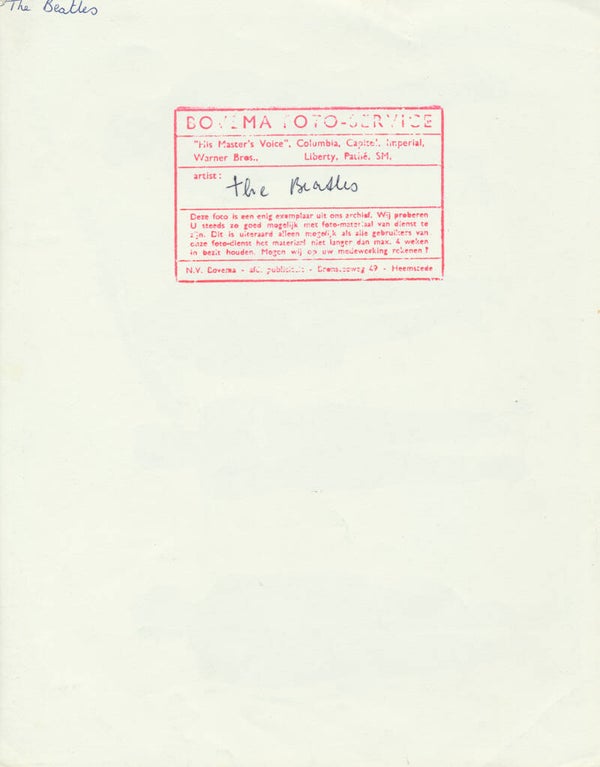 The Beatles
BOVEMA FOTO-SERVICE
"His Master's Voice", Columbia, Capitol, Imperial,
Warner Bros., Liberty, Pathé, SM,
artist: The Beatles
Deze foto is een enig exemplaar uit ons archief. Wij proberen
U steeds zo goed mogelijk met foto-materiaal van dienst te
zijn. Dit is uiteraard alleen mogelijk als alle gebruikers van
onze foto-dienst het materiaal niet langer dan max. 4 weken
in bezit houden. Mogen wij op uw medewerking rekenen ?
N.V. Bovema - afd. publiciteit - Bronsteeweg 49 - Heemstede